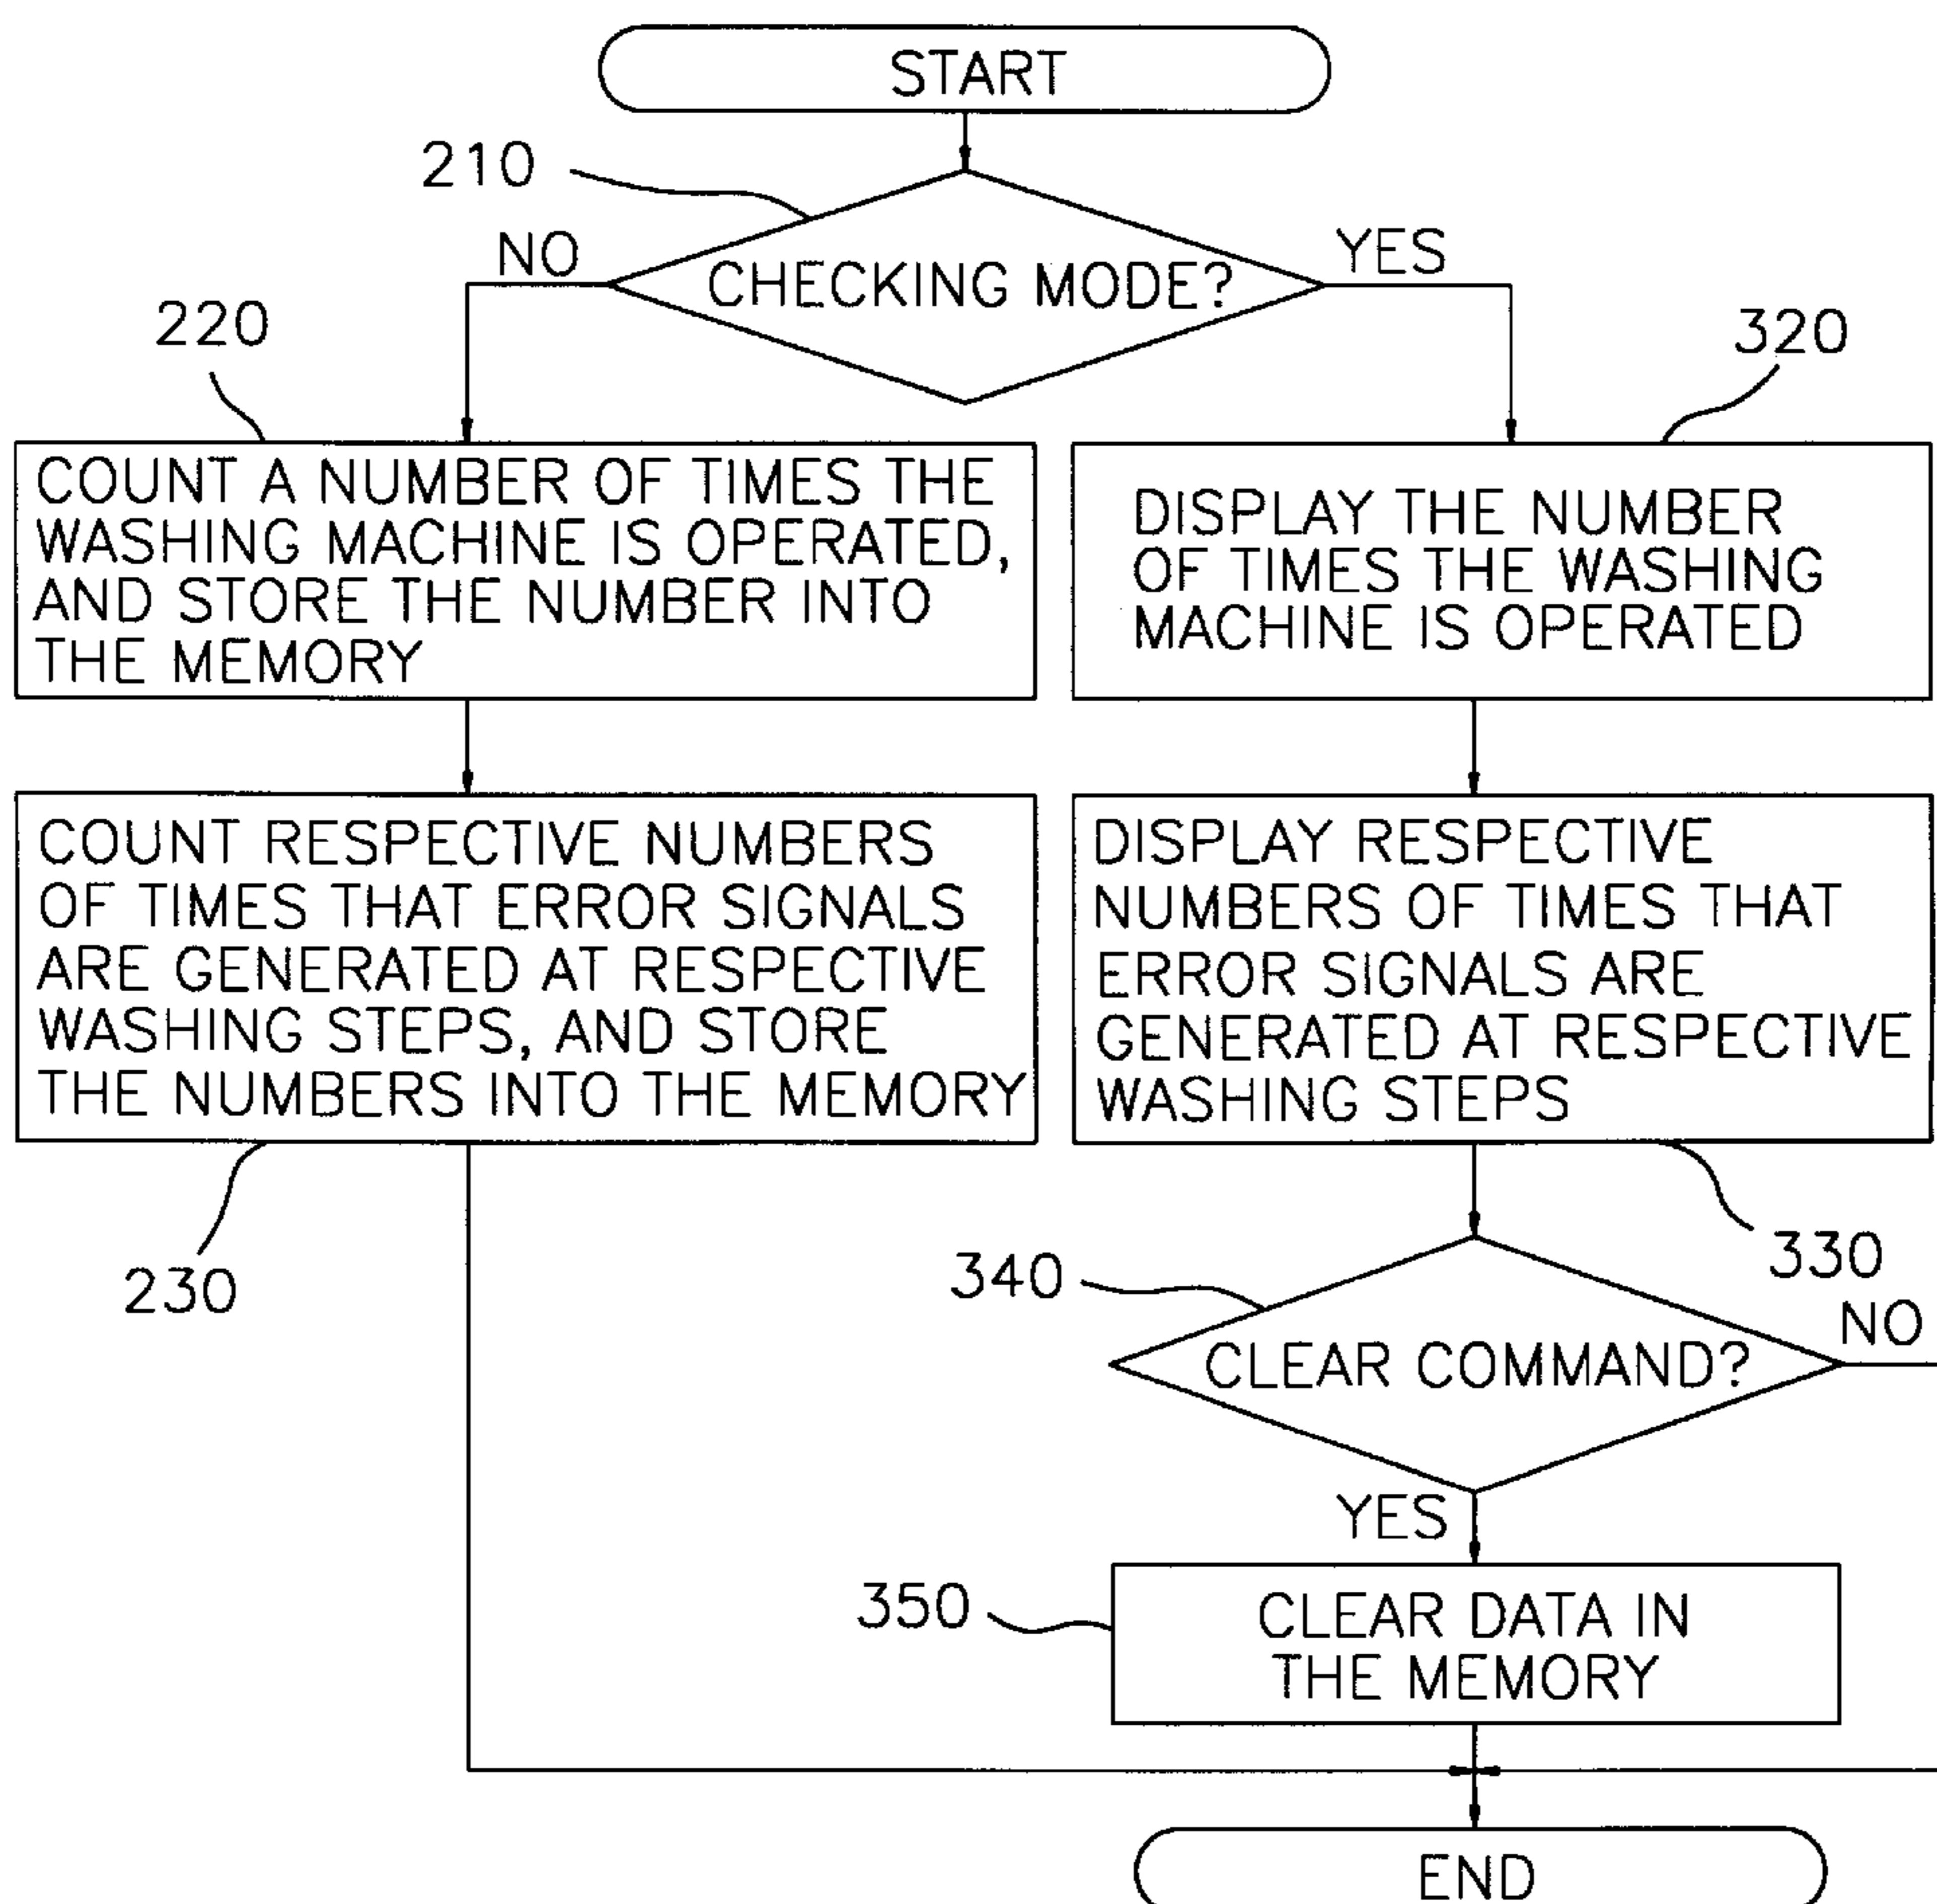 START
210
NO
CHECKING MODE?
YES
220
320
COUNT A NUMBER OF TIMES THE
WASHING MACHINE IS OPERATED,
AND STORE THE NUMBER INTO
THE MEMORY
DISPLAY THE NUMBER
OF TIMES THE WASHING
MACHINE IS OPERATED
COUNT RESPECTIVE NUMBERS
OF TIMES THAT ERROR SIGNALS
ARE GENERATED AT RESPECTIVE
WASHING STEPS, AND STORE
THE NUMBERS INTO THE MEMORY
DISPLAY RESPECTIVE
NUMBERS OF TIMES THAT
ERROR SIGNALS ARE
GENERATED AT RESPECTIVE
WASHING STEPS
230
330
340
NO
CLEAR COMMAND?
YES
350
CLEAR DATA IN
THE MEMORY
END